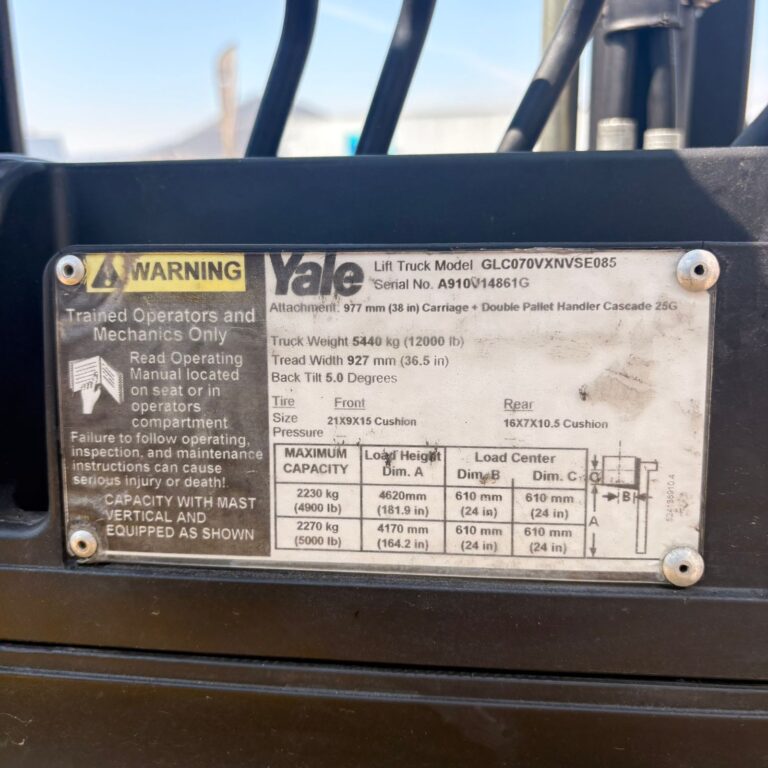 WARNING
Trained Operators and
Mechanics Only
Read Operating
Manual located
on seat or in
operators
compartment
Failure to follow operating,
inspection, and maintenance
instructions can cause
serious injury or death!
CAPACITY WITH MAST
VERTICAL AND
EQUIPPED AS SHOWN
Yale Lift Truck Model GLC070VXNVSE085
Serial No. A910V14861G
Attachment: 977 mm (38 in) Carriage + Double Pallet Handler Cascade 25G
Truck Weight 5440 kg (12000 lb)
Tread Width 927 mm (36.5 in)
Back Tilt 5.0 Degrees
Tire Front Rear
Size 21X9X15 Cushion 16X7X10.5 Cushion
Pressure
MAXIMUM CAPACITY Load Height Dim. A Load Center Dim. B Dim. C
2230 kg 4620mm 610 mm 610 mm
(4900 lb) (181.9 in) (24 in) (24 in)
2270 kg 4170 mm 610 mm 610 mm
(5000 lb) (164.2 in) (24 in) (24 in)
C
B
A